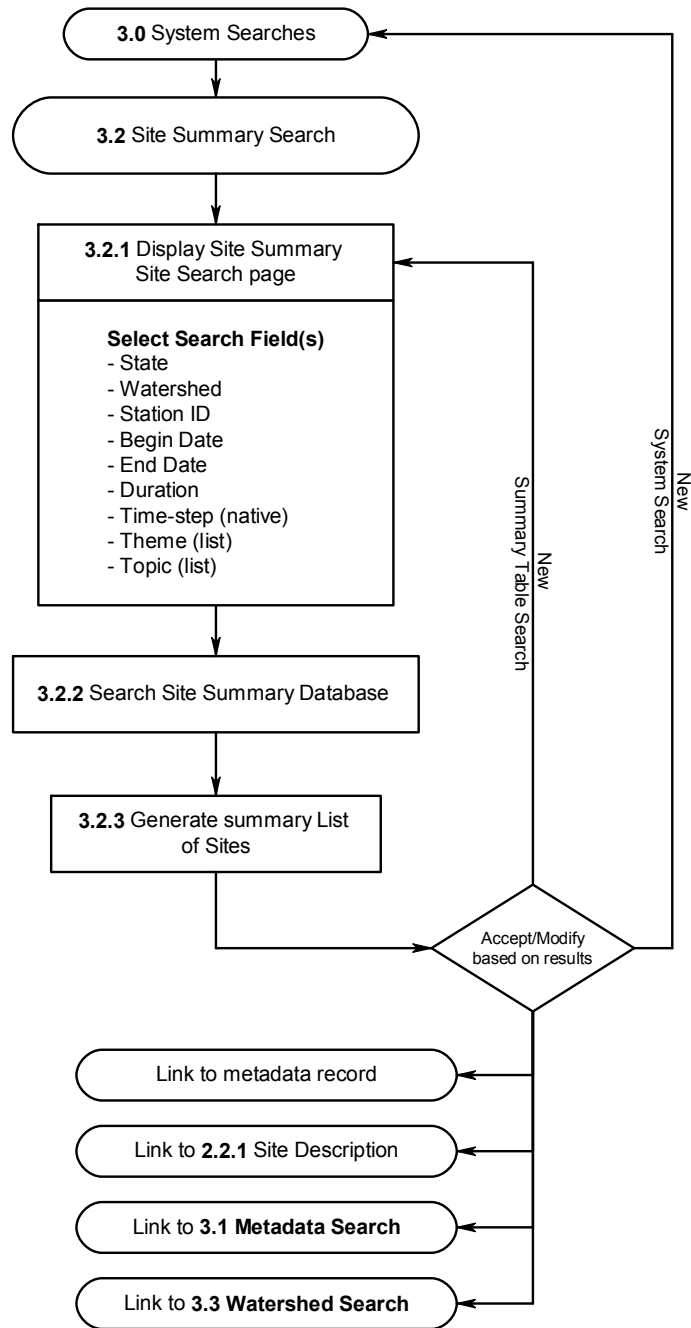 3.0 System Searches
3.2 Site Summary Search
3.2.1 Display Site Summary
Site Search page
Select Search Field(s)
- State
- Watershed
- Station ID
- Begin Date
- End Date
- Duration
- Time-step (native)
- Theme (list)
- Topic (list)
3.2.2 Search Site Summary Database
3.2.3 Generate summary List
of Sites
Accept/Modify
based on results
New
Summary Table Search
New
System Search
Link to metadata record
Link to 2.2.1 Site Description
Link to 3.1 Metadata Search
Link to 3.3 Watershed Search